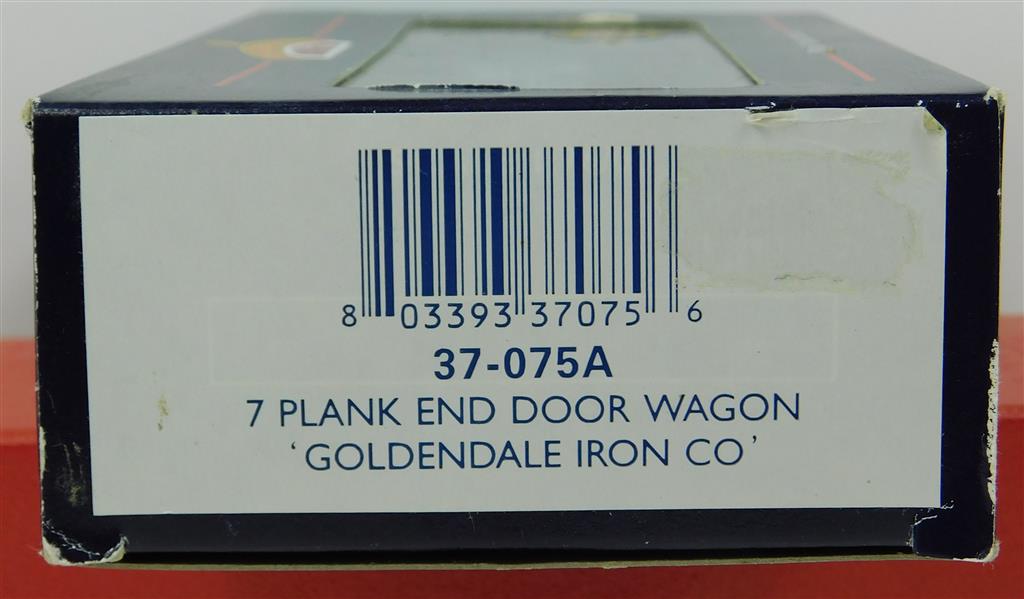 8 03393 37075 6
37-075A
7 PLANK END DOOR WAGON
'GOLDENDALE IRON CO'